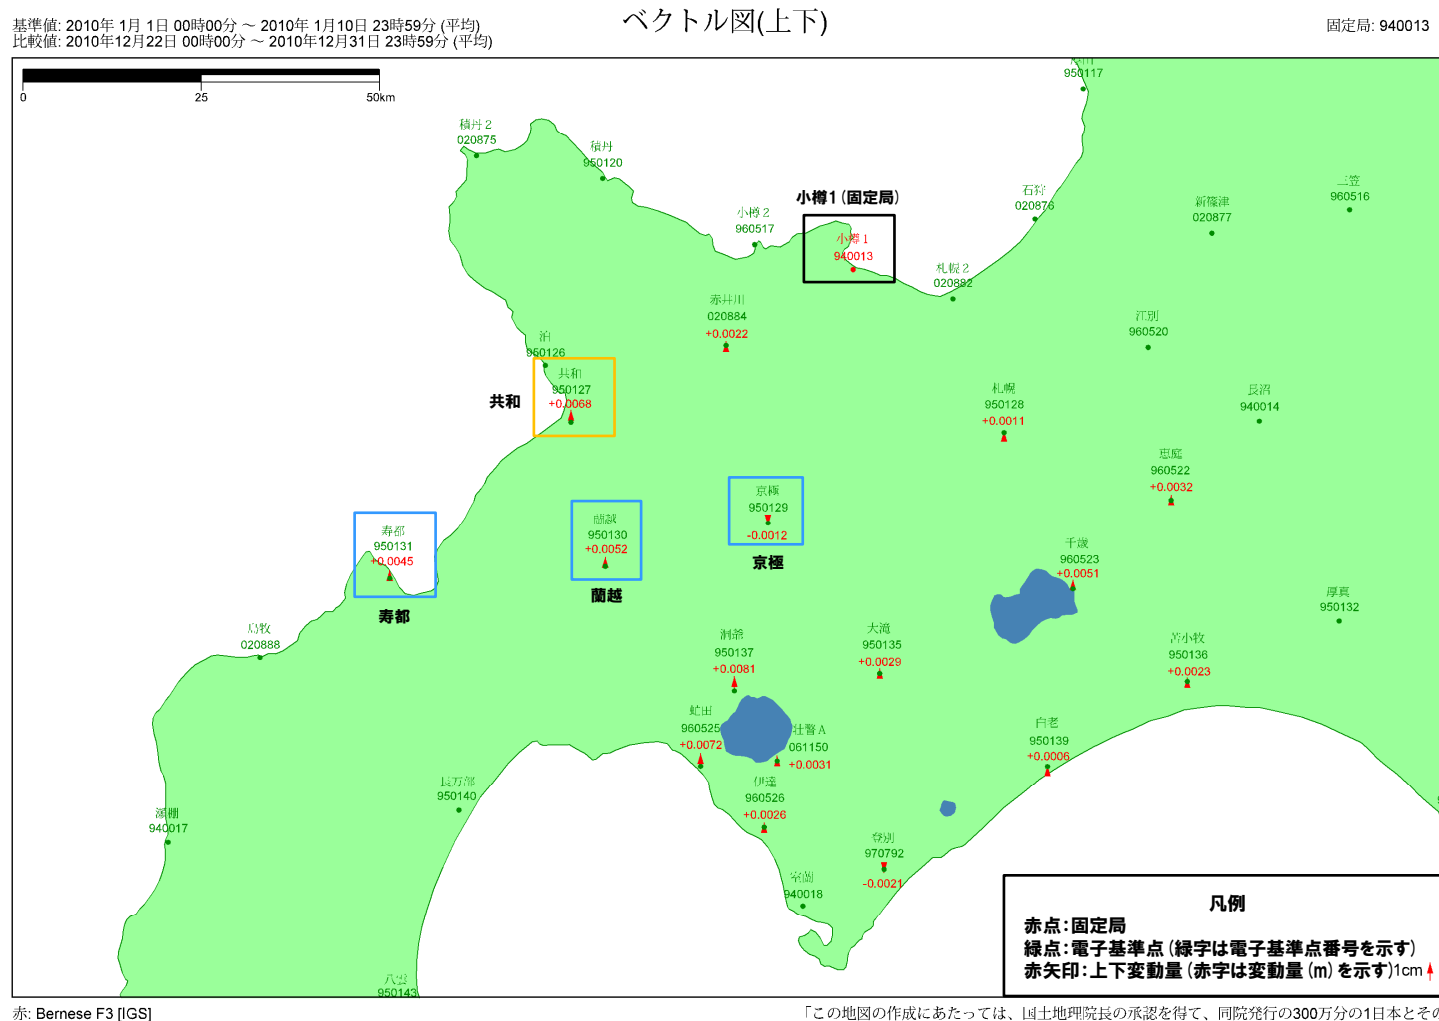 基準値: 2010年 1月 1日 00時00分 ～ 2010年 1月10日 23時59分 (平均)
比較値: 2010年12月22日 00時00分 ～ 2010年12月31日 23時59分 (平均)
ベクトル図(上下)
固定局: 940013
0 25 50km
950117
積丹２
020875
積丹
950120
小樽1 (固定局)
小樽２
960517
小樽１
940013
石狩
020876
新篠津
020877
三笠
960516
札幌２
020882
赤井川
020884
+0.0022
江別
960520
泊
950126
共和
950127
+0.0068
共和
札幌
950128
+0.0011
長沼
940014
恵庭
960522
+0.0032
京極
950129
-0.0012
京極
蘭越
950130
+0.0052
蘭越
寿都
950131
+0.0045
寿都
千歳
960523
+0.0051
厚真
950132
島牧
020888
洞爺
950137
+0.0081
大滝
950135
+0.0029
苫小牧
950136
+0.0023
虻田
960525
+0.0072
壮瞥Ａ
061150
+0.0031
白老
950139
+0.0006
長万部
950140
伊達
960526
+0.0026
瀬棚
940017
登別
970792
-0.0021
室蘭
940018
八雲
950143
凡例
赤点：固定局
緑点：電子基準点 (緑字は電子基準点番号を示す)
赤矢印：上下変動量 (赤字は変動量 (m) を示す) 1cm
赤: Bernese F3 [IGS]
「この地図の作成にあたっては、国土地理院長の承認を得て、同院発行の300万分の1日本とその